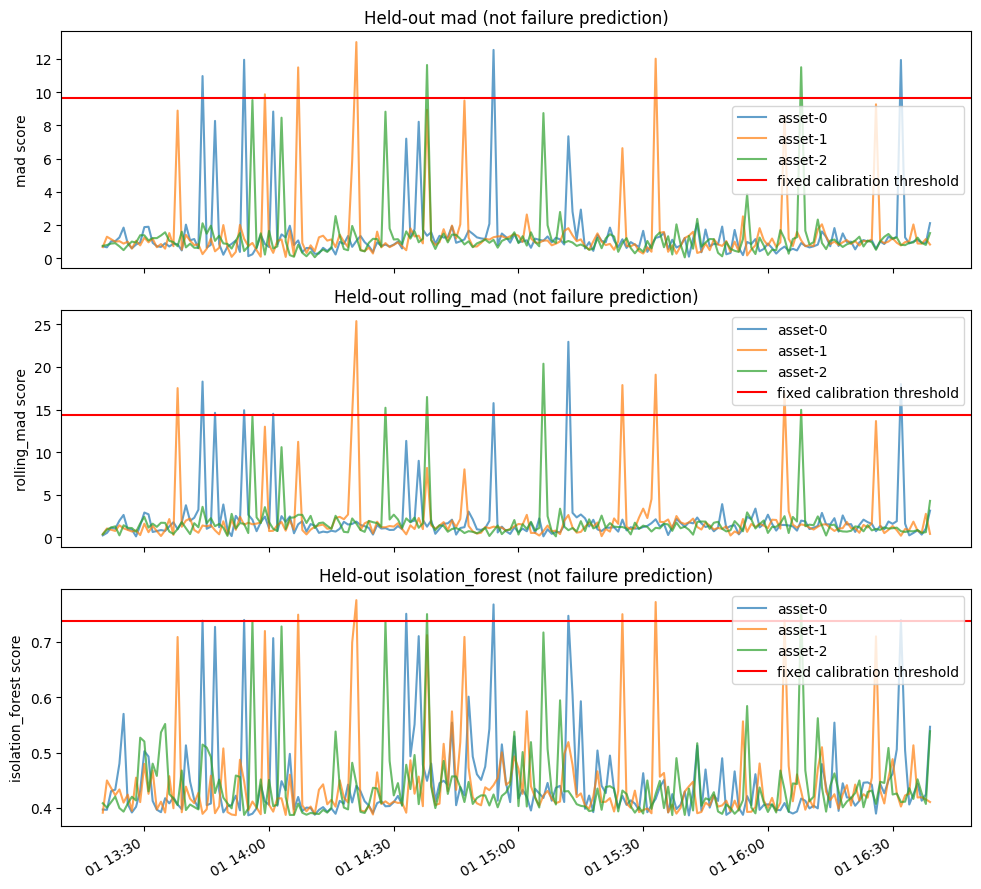 Held-out mad (not failure prediction)
mad score
12
10
8
6
4
2
0
asset-0
asset-1
asset-2
fixed calibration threshold
Held-out rolling_mad (not failure prediction)
rolling_mad score
25
20
15
10
5
0
asset-0
asset-1
asset-2
fixed calibration threshold
Held-out isolation_forest (not failure prediction)
isolation_forest score
0.7
0.6
0.5
0.4
asset-0
asset-1
asset-2
fixed calibration threshold
01 13:30
01 14:00
01 14:30
01 15:00
01 15:30
01 16:00
01 16:30